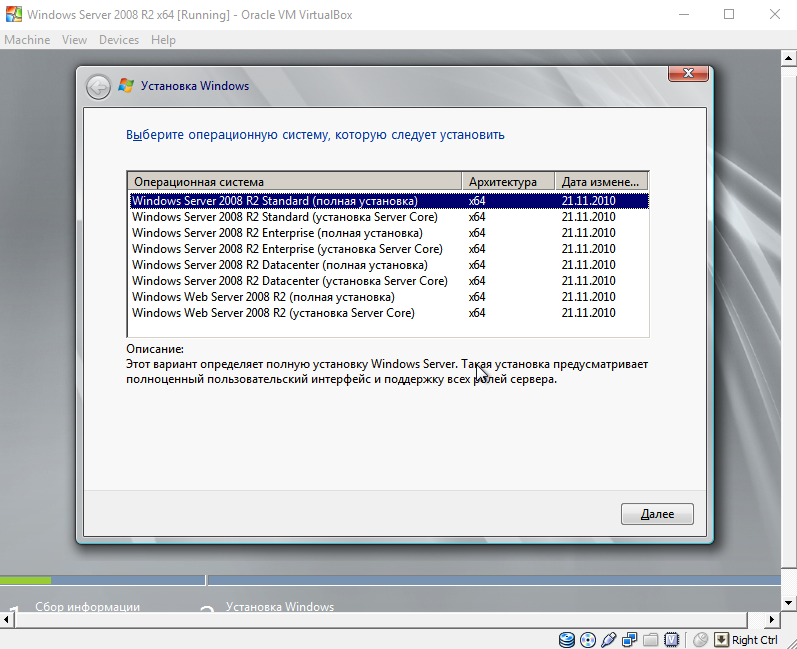 Windows Server 2008 R2 x64 [Running] - Oracle VM VirtualBox
Machine View Devices Help
Установка Windows
Выберите операционную систему, которую следует установить
Операционная система Архитектура Дата измене...
Windows Server 2008 R2 Standard (полная установка) x64 21.11.2010
Windows Server 2008 R2 Standard (установка Server Core) x64 21.11.2010
Windows Server 2008 R2 Enterprise (полная установка) x64 21.11.2010
Windows Server 2008 R2 Enterprise (установка Server Core) x64 21.11.2010
Windows Server 2008 R2 Datacenter (полная установка) x64 21.11.2010
Windows Server 2008 R2 Datacenter (установка Server Core) x64 21.11.2010
Windows Web Server 2008 R2 (полная установка) x64 21.11.2010
Windows Web Server 2008 R2 (установка Server Core) x64 21.11.2010
Описание:
Этот вариант определяет полную установку Windows Server. Такая установка предусматривает
полноценный пользовательский интерфейс и поддержку всех ролей сервера.
Далее
1 Сбор информации 2 Установка Windows
Right Ctrl